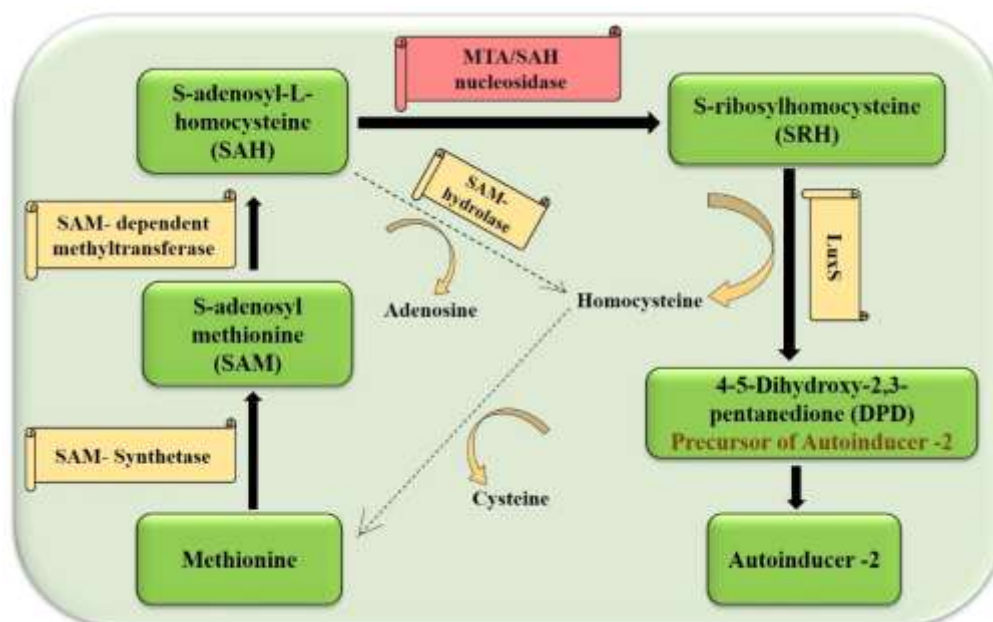 MTA/SAH
nucleosidase
S-adenosyl-L-
homocysteine
(SAH)
S-ribosylhomocysteine
(SRH)
SAM-
hydrolase
SAM- dependent
methyltransferase
LuxS
Adenosine
Homocysteine
S-adenosyl
methionine
(SAM)
4-5-Dihydroxy-2,3-
pentanedione (DPD)
Precursor of Autoinducer -2
SAM- Synthetase
Cysteine
Methionine
Autoinducer -2